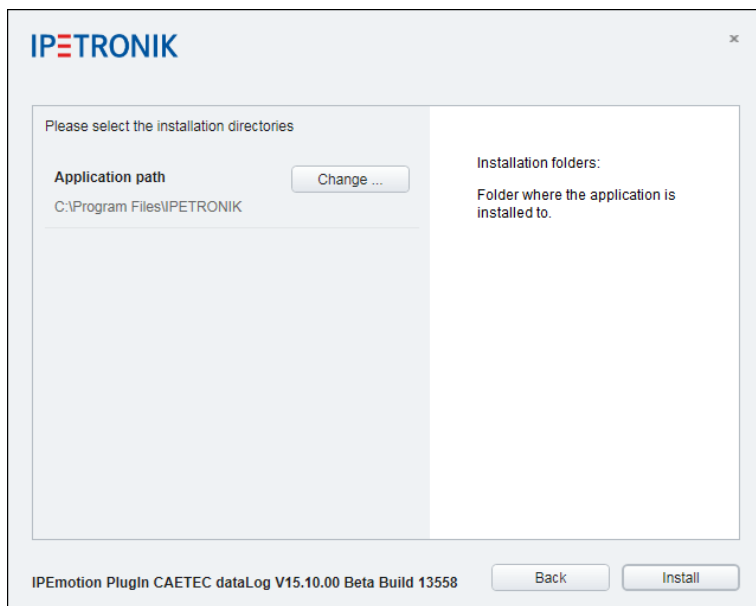 IPETRONIK
×
Please select the installation directories
Application path
Change ...
C:\Program Files\IPETRONIK
Installation folders:
Folder where the application is
installed to.
IPEmotion PlugIn CAETEC dataLog V15.10.00 Beta Build 13558
Back
Install